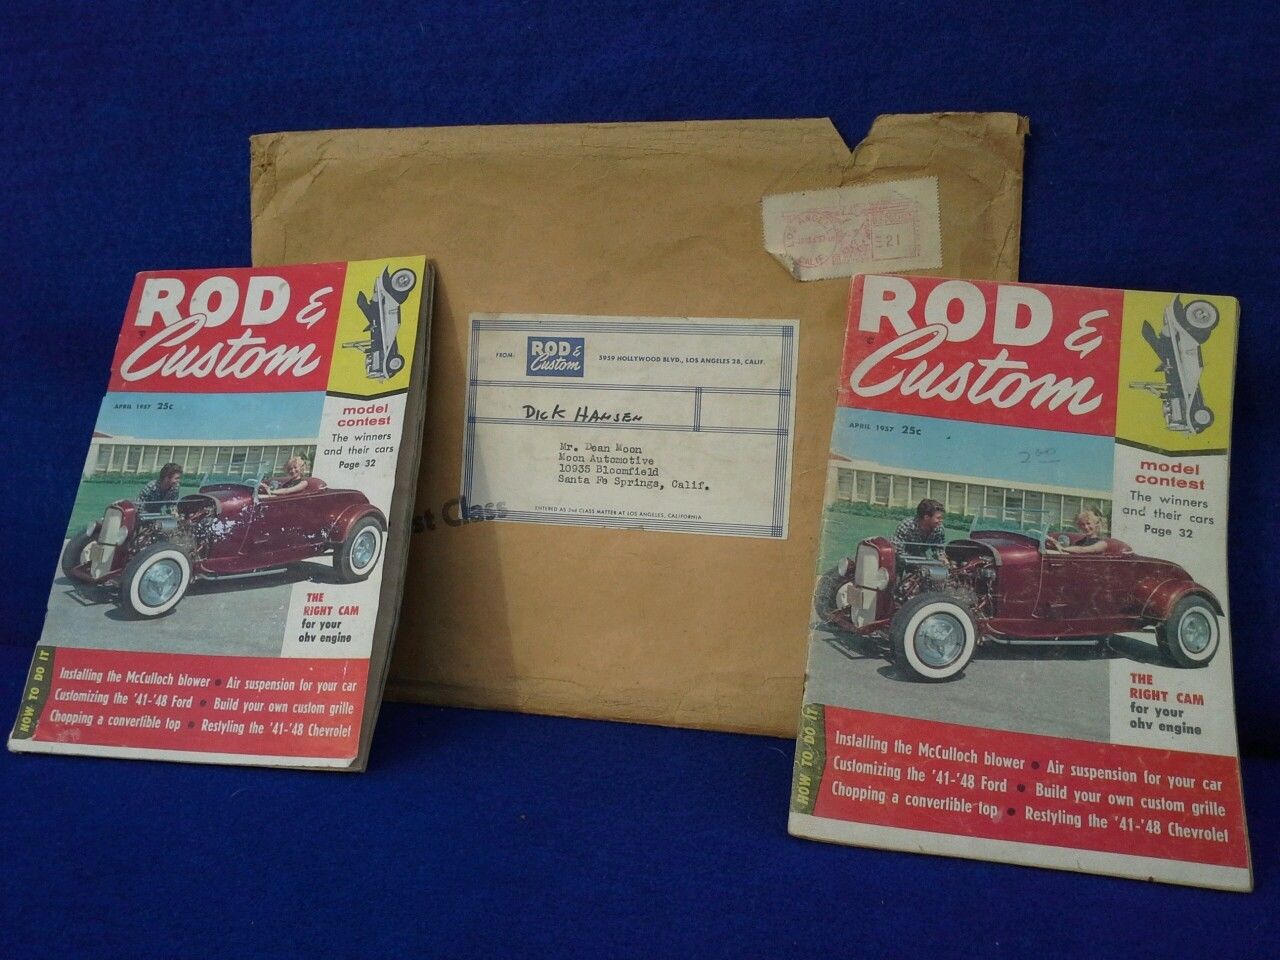 ROD &
Custom
APRIL 1957 25c
model
contest
The winners
and their cars
Page 32
THE
RIGHT CAM
for your
ohv engine
HOW TO DO IT
Installing the McCulloch blower • Air suspension for your car
Customizing the '41-'48 Ford • Build your own custom grille
Chopping a convertible top • Restyling the '41-'48 Chevrolet
LOS ANGELES
CALIF
21
FROM:
ROD &
Custom
5959 HOLLYWOOD BLVD., LOS ANGELES 28, CALIF.
DICK HANSEN
Mr. Dean Moon
Moon Automotive
10935 Bloomfield
Santa Fe Springs, Calif.
ENTERED AS 2nd CLASS MATTER AT LOS ANGELES, CALIFORNIA
st Class
ROD &
Custom
APRIL 1957 25c
2.00
model
contest
The winners
and their cars
Page 32
THE
RIGHT CAM
for your
ohv engine
HOW TO DO IT
Installing the McCulloch blower • Air suspension for your car
Customizing the '41-'48 Ford • Build your own custom grille
Chopping a convertible top • Restyling the '41-'48 Chevrolet